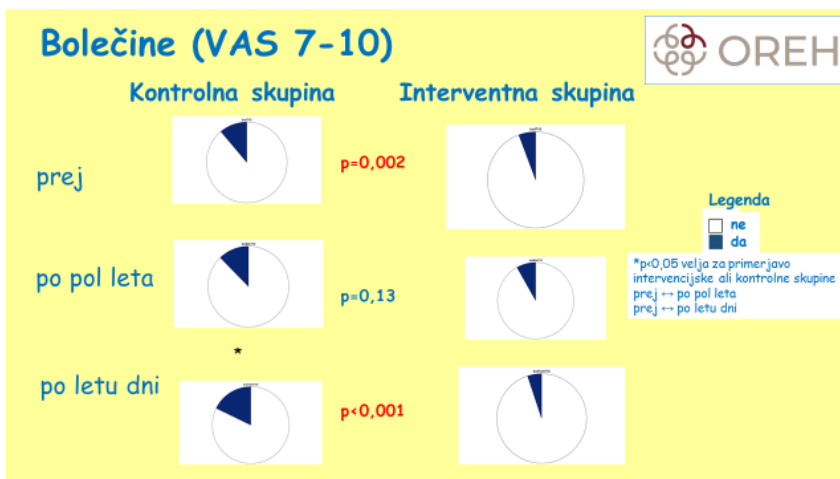 Bolečine (VAS 7-10)
OREH
Kontrolna skupina
Interventna skupina
prej
p=0,002
Legenda
ne
da
*p<0,05 velja za primerjavo
intervencijske ali kontrolne skupine
prej ↔ po pol leta
prej ↔ po letu dni
po pol leta
p=0,13
*
po letu dni
p<0,001